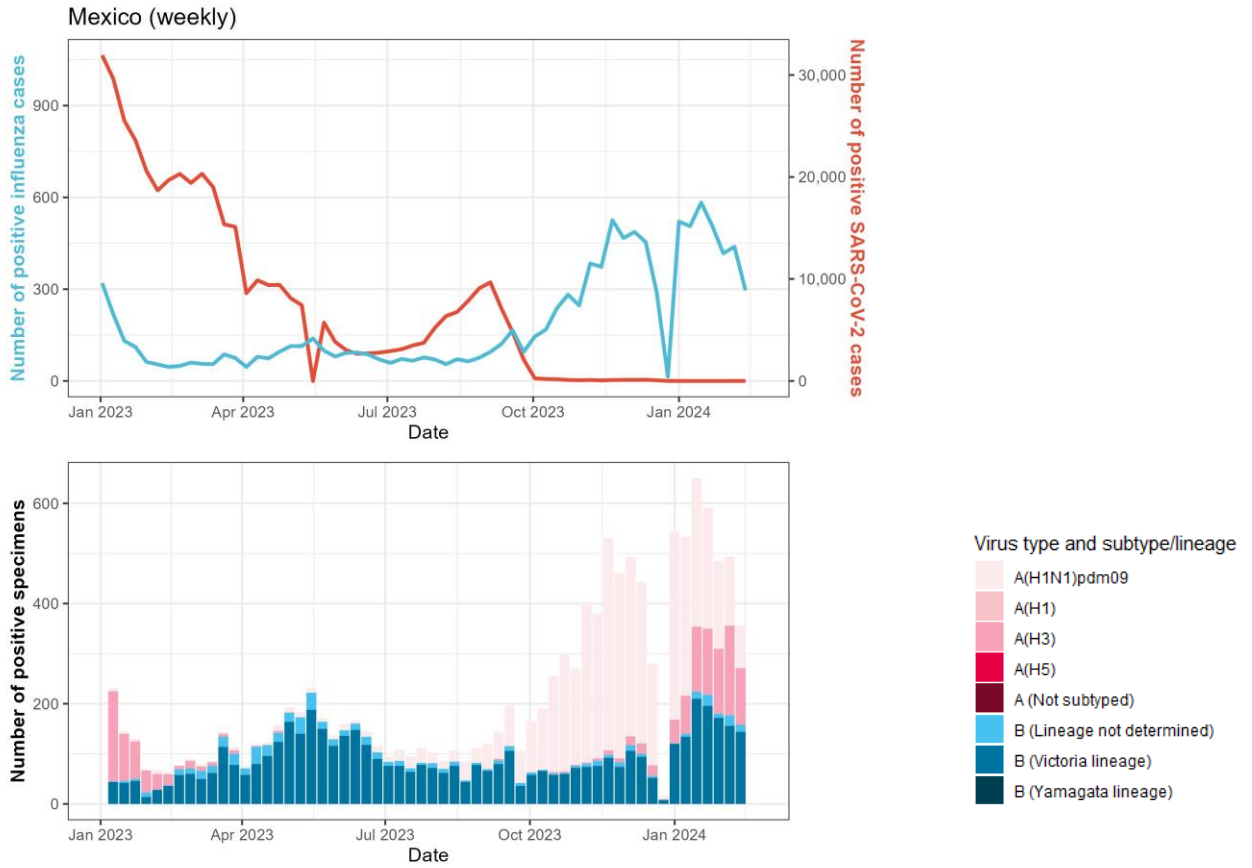 Mexico (weekly)
Number of positive influenza cases
900
600
300
0
30,000
20,000
10,000
0
Number of positive SARS-CoV-2 cases
Jan 2023 Apr 2023 Jul 2023 Oct 2023 Jan 2024
Date
Number of positive specimens
600
400
200
0
Jan 2023 Apr 2023 Jul 2023 Oct 2023 Jan 2024
Date
Virus type and subtype/lineage
A(H1N1)pdm09
A(H1)
A(H3)
A(H5)
A (Not subtyped)
B (Lineage not determined)
B (Victoria lineage)
B (Yamagata lineage)